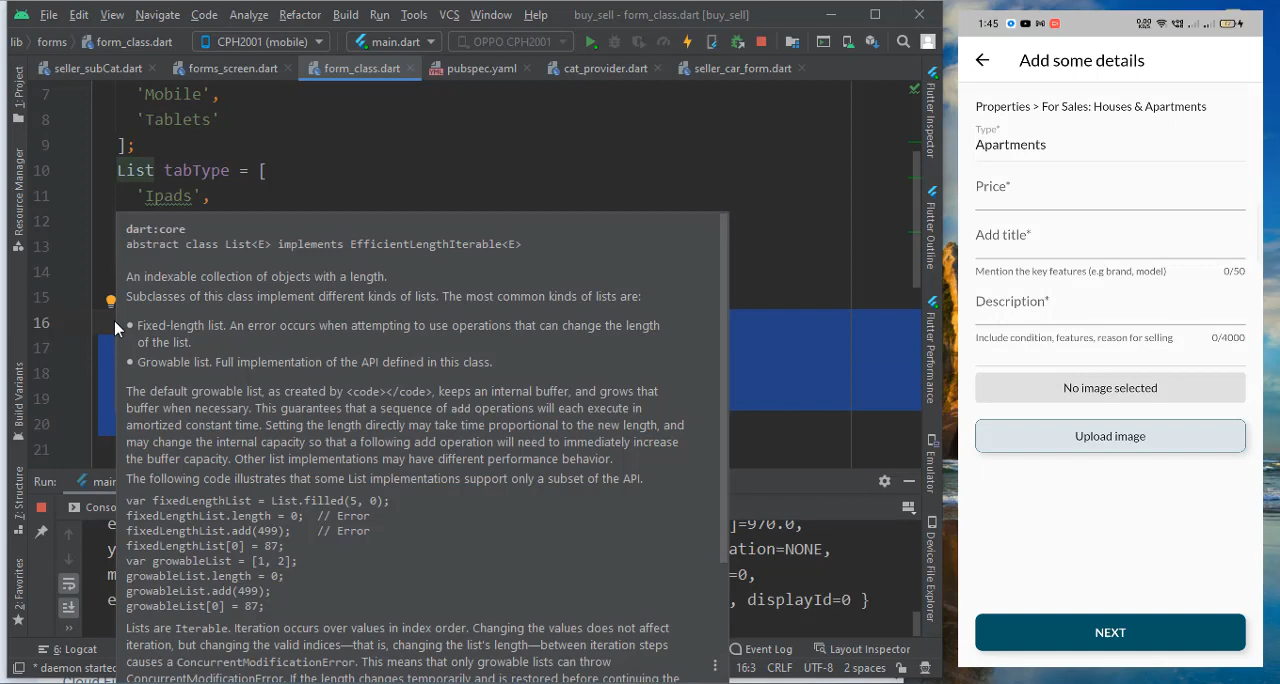 File Edit View Navigate Code Analyze Refactor Build Run Tools VCS Window Help buy_sell - form_class.dart [buy_sell]
lib forms form_class.dart CPH2001 (mobile) main.dart OPPO CPH2001
seller_subCat.dart forms_screen.dart form_class.dart pubspec.yaml cat_provider.dart seller_car_form.dart
7 'Mobile',
8 'Tablets'
9 ];
10 List tabType = [
11 'Ipads',
12
13
14
15
16
17
18
19
20
21
dart:core
abstract class List<E> implements EfficientLengthIterable<E>
An indexable collection of objects with a length.
Subclasses of this class implement different kinds of lists. The most common kinds of lists are:
● Fixed-length list. An error occurs when attempting to use operations that can change the length
of the list.
● Growable list. Full implementation of the API defined in this class.
The default growable list, as created by <code></code>, keeps an internal buffer, and grows that
buffer when necessary. This guarantees that a sequence of add operations will each execute in
amortized constant time. Setting the length directly may take time proportional to the new length, and
may change the internal capacity so that a following add operation will need to immediately increase
the buffer capacity. Other list implementations may have different performance behavior.
The following code illustrates that some List implementations support only a subset of the API.
var fixedLengthList = List.filled(5, 0);
fixedLengthList.length = 0; // Error
fixedLengthList.add(499); // Error
fixedLengthList[0] = 87;
var growableList = [1, 2];
growableList.length = 0;
growableList.add(499);
growableList[0] = 87;
Lists are Iterable. Iteration occurs over values in index order. Changing the values does not affect
iteration, but changing the valid indices—that is, changing the list's length—between iteration steps
causes a ConcurrentModificationError. This means that only growable lists can throw
ConcurrentModificationError. If the length changes temporarily and is restored before continuing the
1: Project
Resource Manager
Build Variants
Z: Structure
2: Favorites
Flutter Inspector
Flutter Outline
Flutter Performance
Emulator
Device File Explorer
Run: main
Conso
]=970.0,
ation=NONE,
=0,
, displayId=0 }
6: Logcat
Event Log Layout Inspector
* daemon started
16:3 CRLF UTF-8 2 spaces
1:45
Add some details
Properties > For Sales: Houses & Apartments
Type*
Apartments
Price*
Add title*
Mention the key features (e.g brand, model) 0/50
Description*
Include condition, features, reason for selling 0/4000
No image selected
Upload image
NEXT